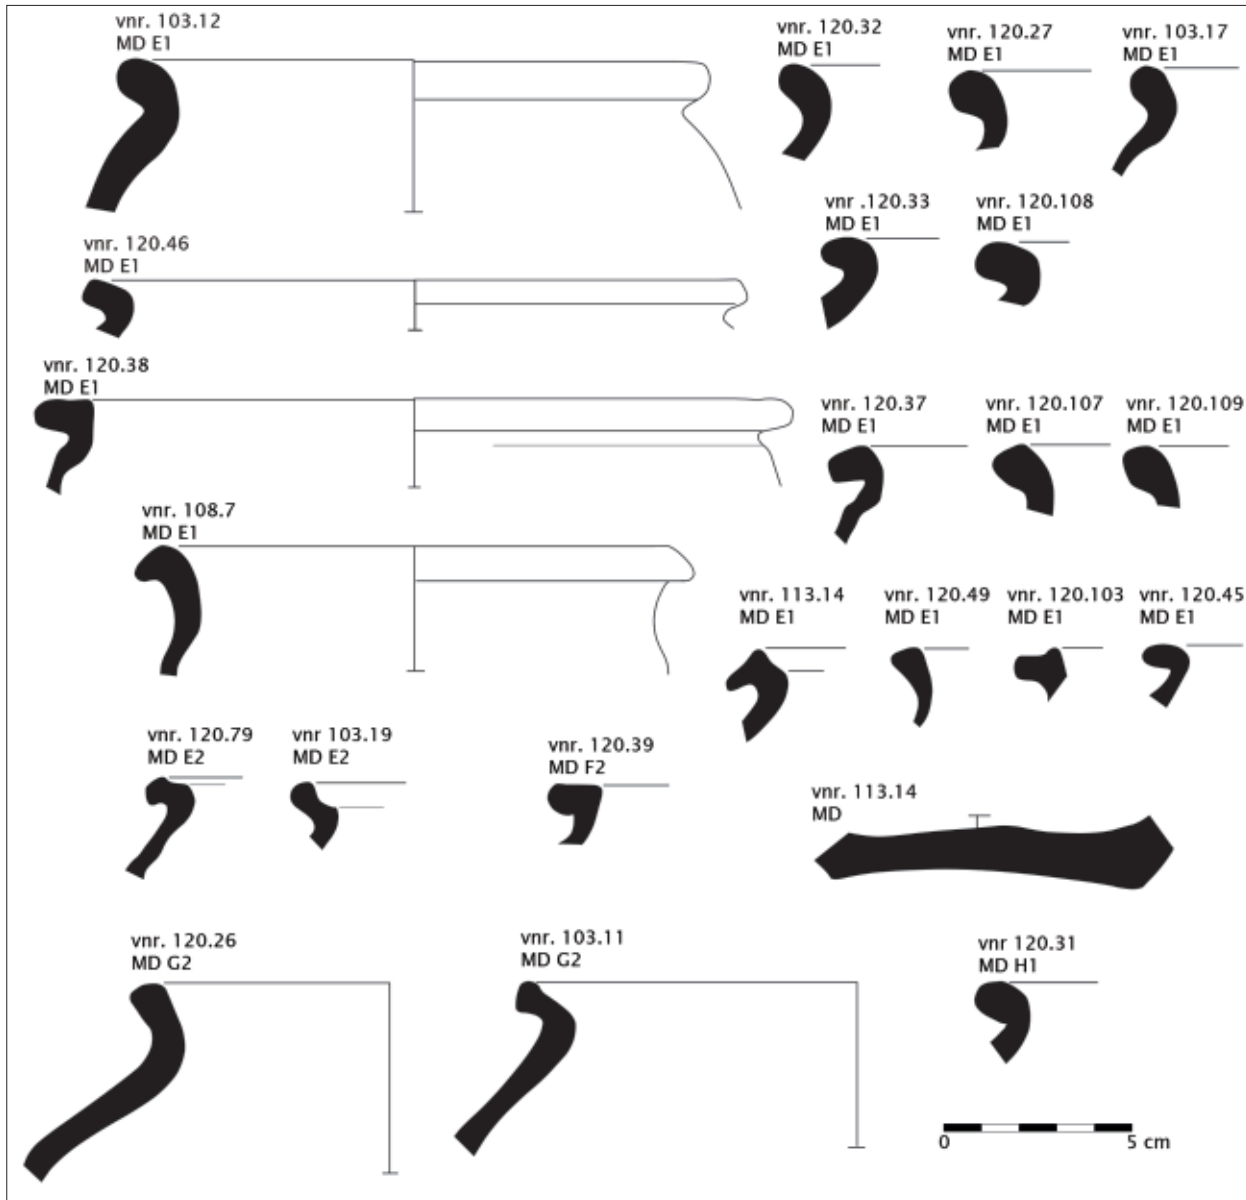 vnr. 103.12
MD E1
vnr. 120.32
MD E1
vnr. 120.27
MD E1
vnr. 103.17
MD E1
vnr .120.33
MD E1
vnr. 120.108
MD E1
vnr. 120.46
MD E1
vnr. 120.38
MD E1
vnr. 120.37
MD E1
vnr. 120.107
MD E1
vnr. 120.109
MD E1
vnr. 108.7
MD E1
vnr. 113.14
MD E1
vnr. 120.49
MD E1
vnr. 120.103
MD E1
vnr. 120.45
MD E1
vnr. 120.79
MD E2
vnr 103.19
MD E2
vnr. 120.39
MD F2
vnr. 113.14
MD
vnr. 120.26
MD G2
vnr. 103.11
MD G2
vnr 120.31
MD H1
0 5 cm